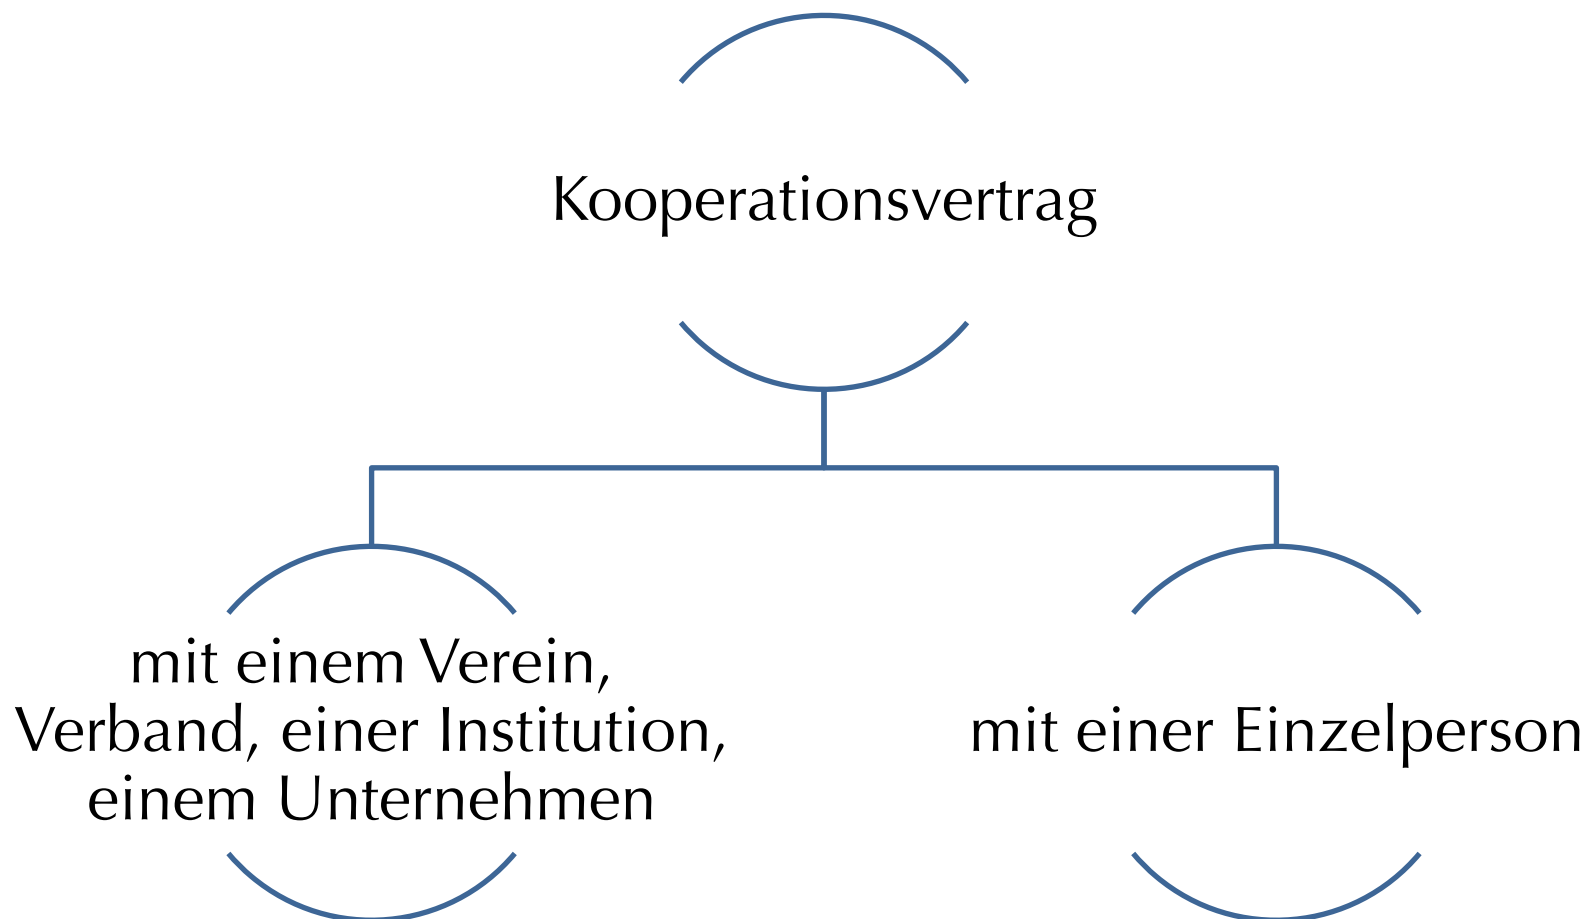 Kooperationsvertrag
mit einem Verein,
Verband, einer Institution,
einem Unternehmen
mit einer Einzelperson